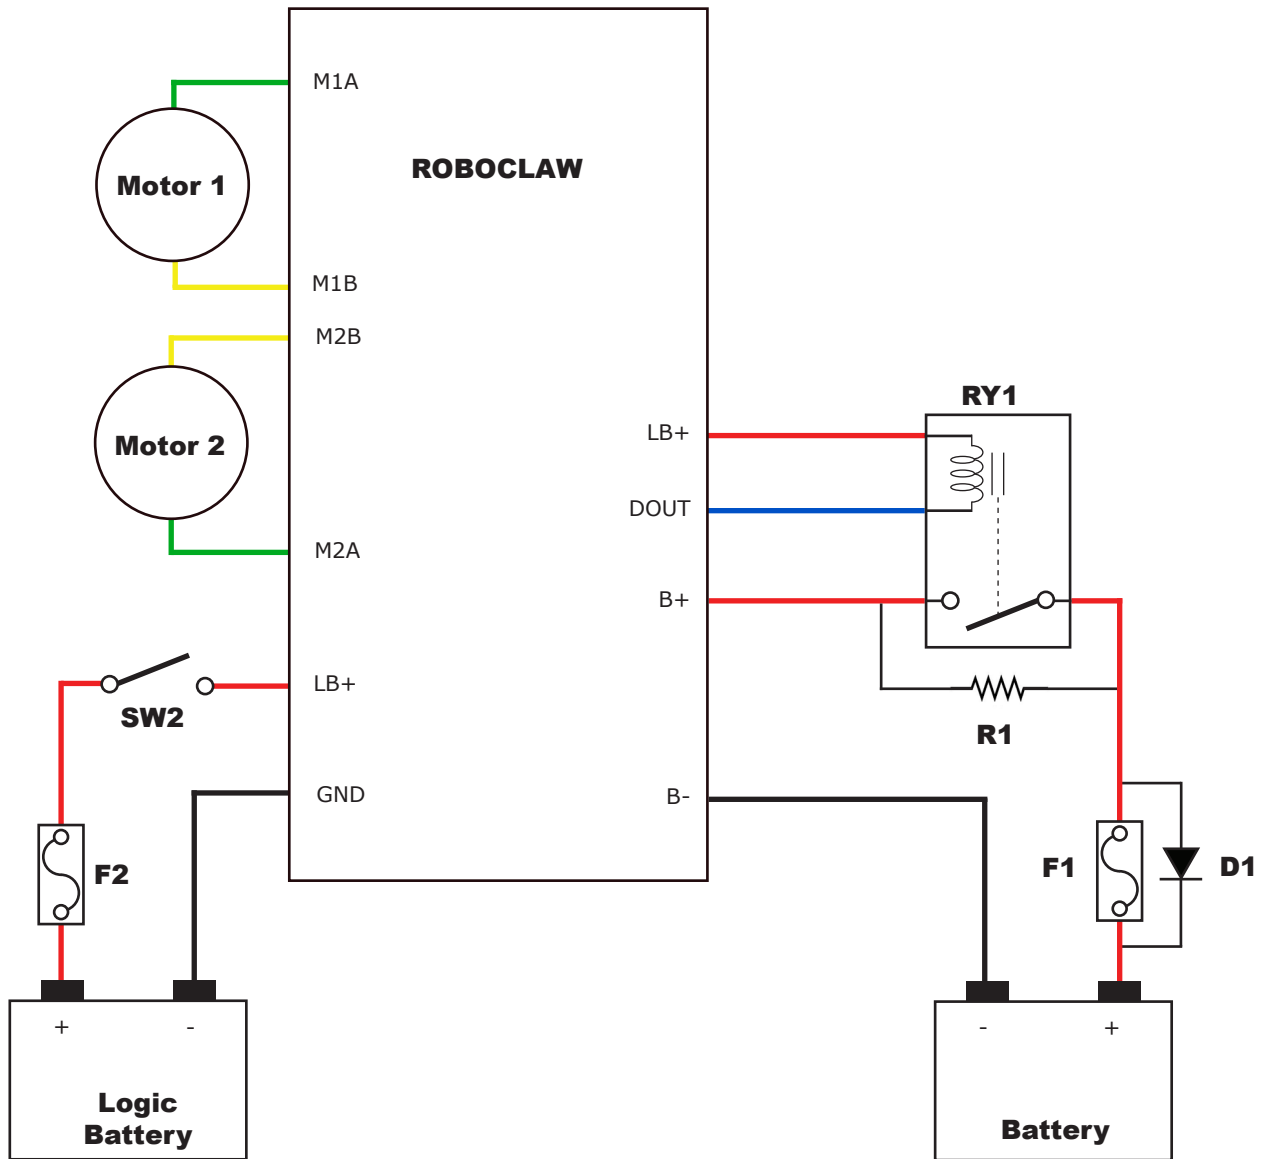 M1A
ROBOCLAW
Motor 1
M1B
M2B
RY1
LB+
Motor 2
DOUT
M2A
B+
LB+
SW2
R1
GND
B-
F2
F1
D1
+ -
- +
Logic
Battery
Battery